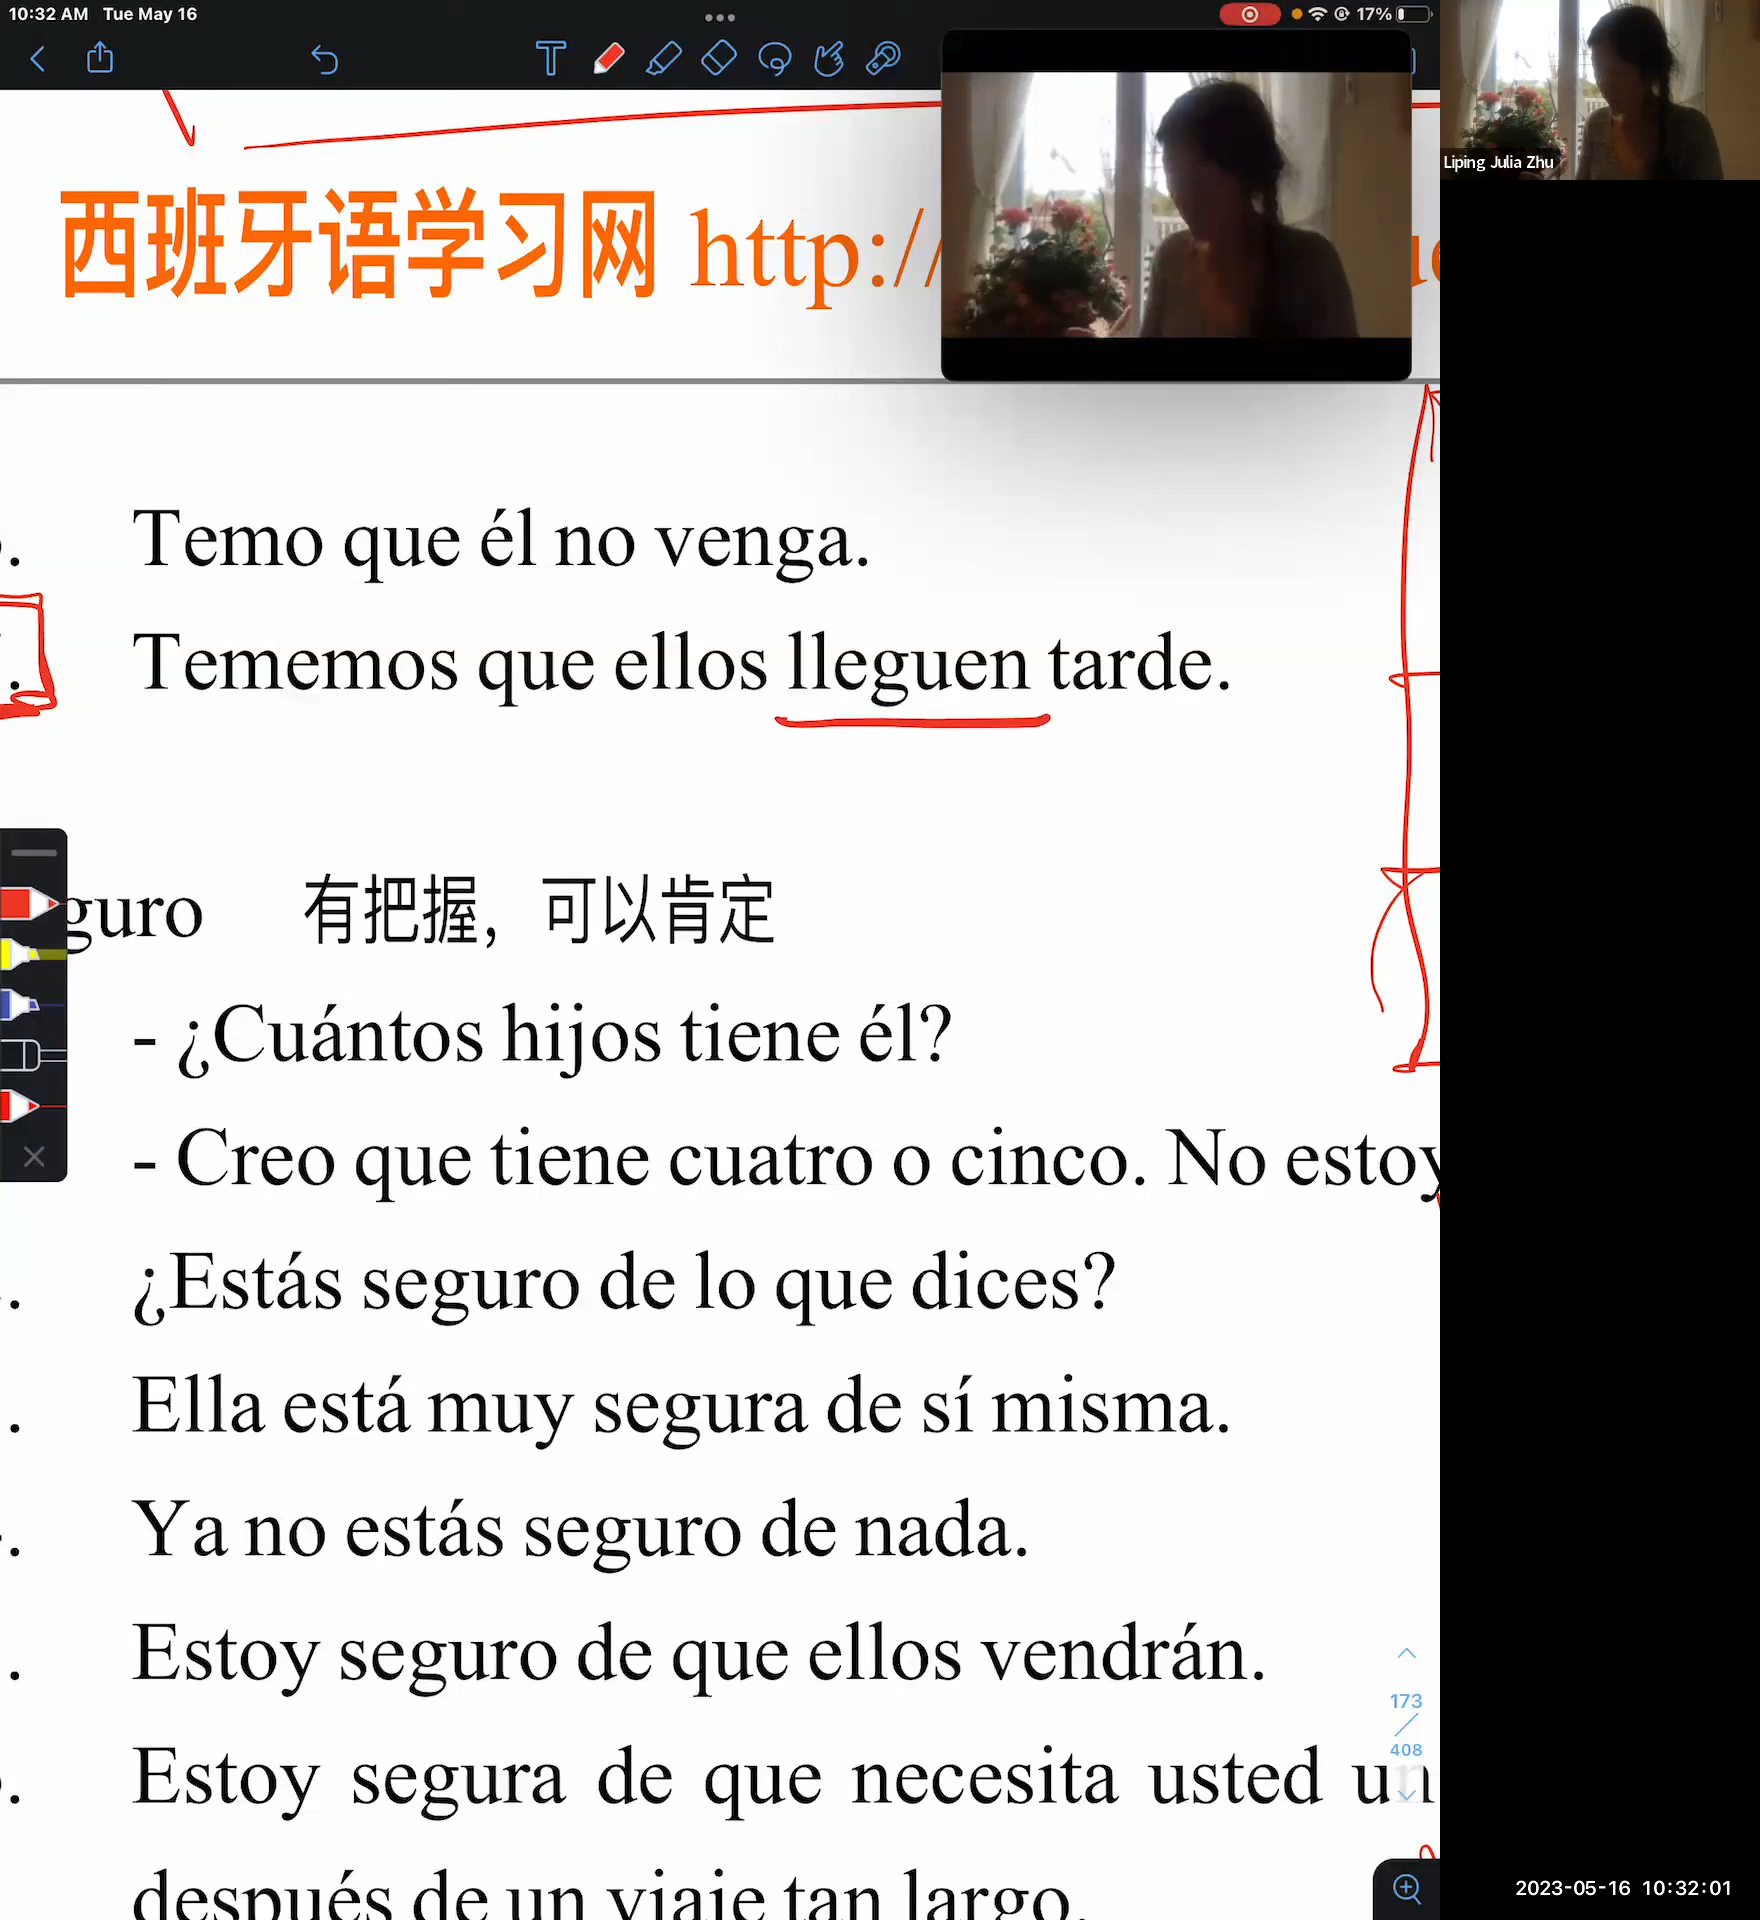 10:32 AM Tue May 16
17%
Liping Julia Zhu
西班牙语学习网 http://
Temo que él no venga.
Tememos que ellos lleguen tarde.
guro 有把握，可以肯定
- ¿Cuántos hijos tiene él?
- Creo que tiene cuatro o cinco. No estoy
¿Estás seguro de lo que dices?
Ella está muy segura de sí misma.
Ya no estás seguro de nada.
Estoy seguro de que ellos vendrán.
173
408
Estoy segura de que necesita usted un
después de un viaje tan largo.
2023-05-16 10:32:01